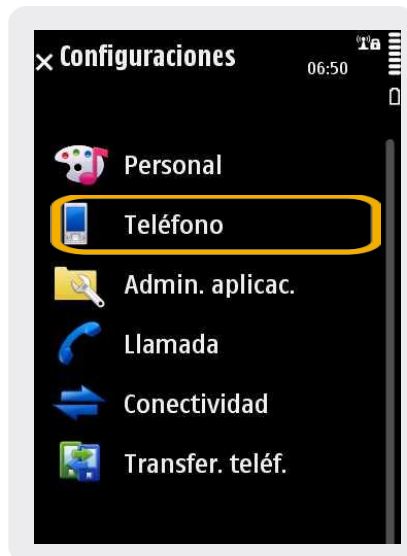 Configuraciones
06:50
Personal
Teléfono
Admin. aplicac.
Llamada
Conectividad
Transfer. teléf.